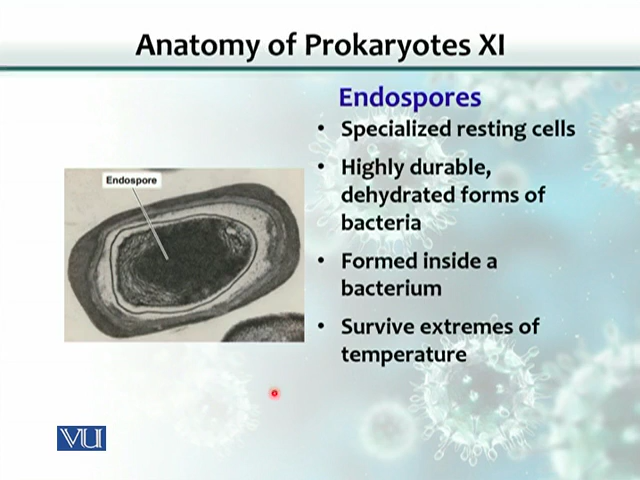 Anatomy of Prokaryotes XI
Endospores
• Specialized resting cells
• Highly durable,
dehydrated forms of
bacteria
• Formed inside a
bacterium
• Survive extremes of
temperature
Endospore
VU